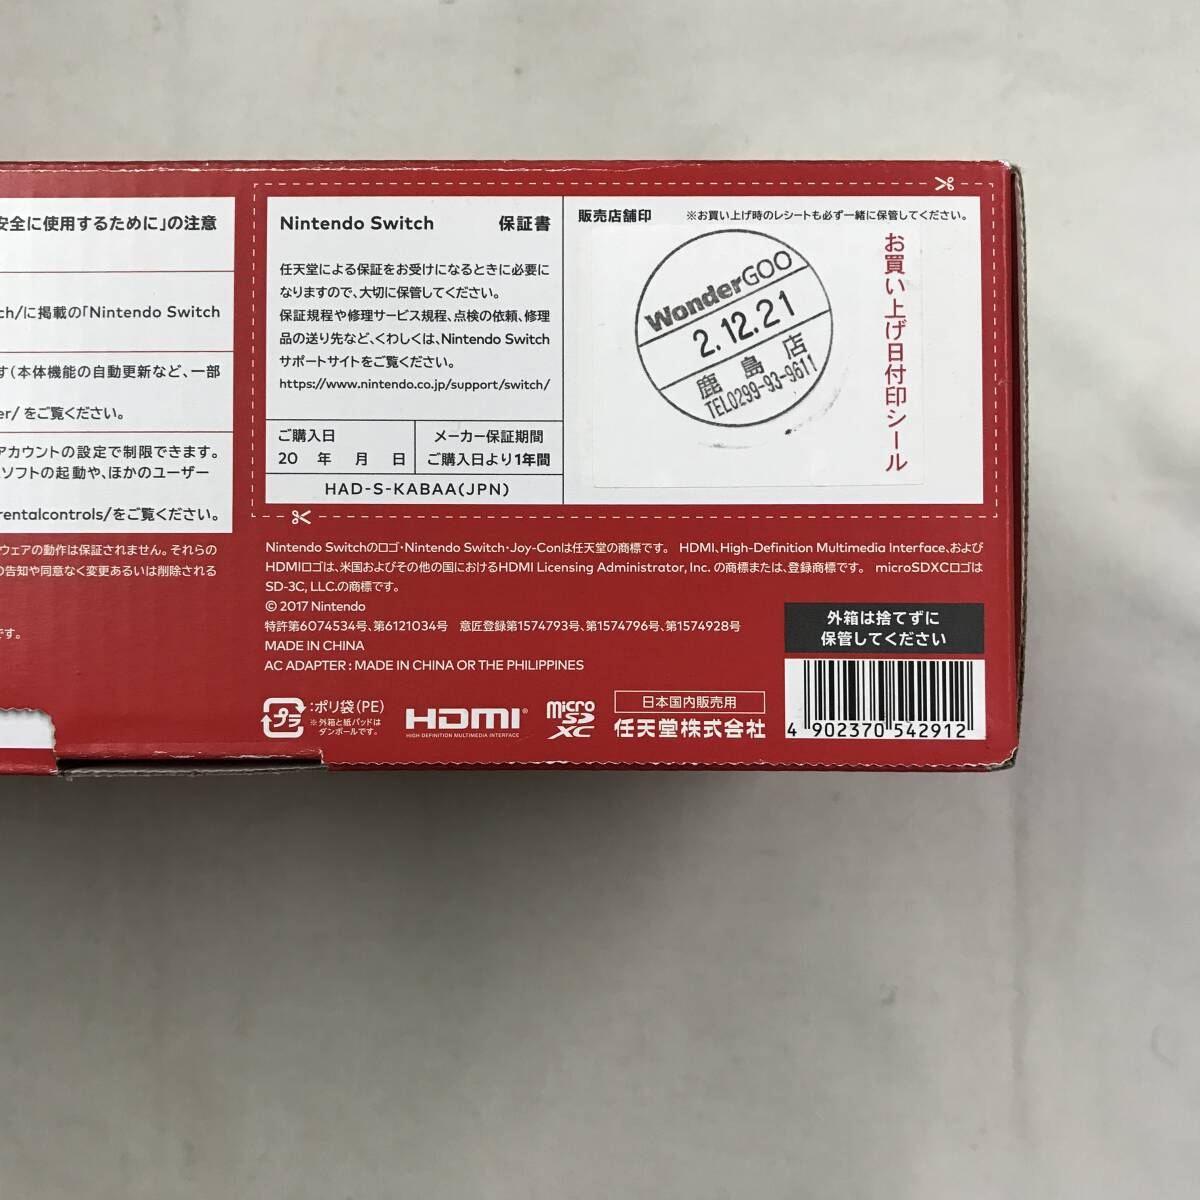 安全に使用するために」の注意
ch/に掲載の「Nintendo Switch
す(本体機能の自動更新など、一部
er/ をご覧ください。
アカウントの設定で制限できます。
ソフトの起動や、ほかのユーザー
rentalcontrols/をご覧ください。
ウェアの動作は保証されません。それらの
の告知や同意なく変更あるいは削除される
です。
Nintendo Switch 保証書
任天堂による保証をお受けになるときに必要に
なりますので、大切に保管してください。
保証規程や修理サービス規程、点検の依頼、修理
品の送り先など、くわしくは、Nintendo Switch
サポートサイトをご覧ください。
https://www.nintendo.co.jp/support/switch/
ご購入日
20 年 月 日
メーカー保証期間
ご購入日より1年間
HAD-S-KABAA(JPN)
販売店舗印 ※お買い上げ時のレシートも必ず一緒に保管してください。
WonderGOO
2.12.21
鹿島店
TEL0299-93-9611
お買い上げ日付印シール
Nintendo Switchのロゴ・Nintendo Switch・Joy-Conは任天堂の商標です。 HDMI、High-Definition Multimedia Interface、および
HDMIロゴは、米国およびその他の国におけるHDMI Licensing Administrator, Inc. の商標または、登録商標です。 microSDXCロゴは
SD-3C, LLC.の商標です。
© 2017 Nintendo
特許第6074534号、第6121034号 意匠登録第1574793号、第1574796号、第1574928号
MADE IN CHINA
AC ADAPTER : MADE IN CHINA OR THE PHILIPPINES
外箱は捨てずに
保管してください
プラ
:ポリ袋(PE)
※外箱と紙パッドは
ダンボールです。
HDMI®
HIGH-DEFINITION MULTIMEDIA INTERFACE
micro
SD
XC
日本国内販売用
任天堂株式会社
4 902370 542912